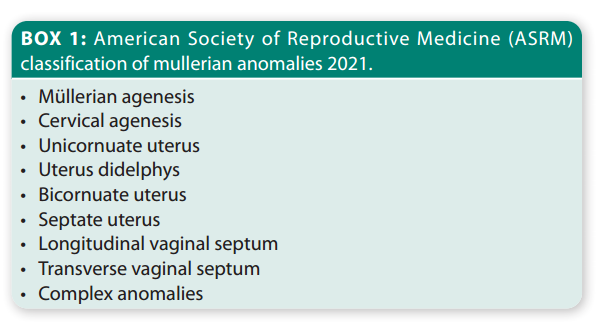 BOX 1: American Society of Reproductive Medicine (ASRM)
classification of mullerian anomalies 2021.
• Müllerian agenesis
• Cervical agenesis
• Unicornuate uterus
• Uterus didelphys
• Bicornuate uterus
• Septate uterus
• Longitudinal vaginal septum
• Transverse vaginal septum
• Complex anomalies